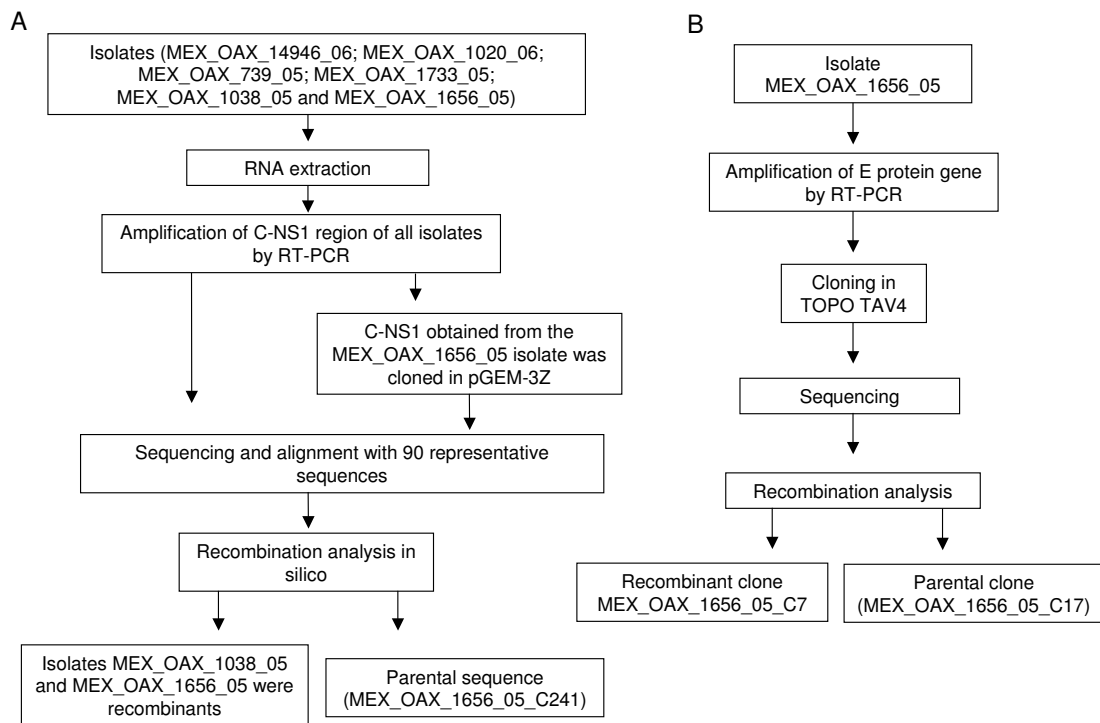 A
Isolates (MEX_OAX_14946_06; MEX_OAX_1020_06;
MEX_OAX_739_05; MEX_OAX_1733_05;
MEX_OAX_1038_05 and MEX_OAX_1656_05)
RNA extraction
Amplification of C-NS1 region of all isolates
by RT-PCR
C-NS1 obtained from the
MEX_OAX_1656_05 isolate was
cloned in pGEM-3Z
Sequencing and alignment with 90 representative
sequences
Recombination analysis in
silico
Isolates MEX_OAX_1038_05
and MEX_OAX_1656_05 were
recombinants
Parental sequence
(MEX_OAX_1656_05_C241)
B
Isolate
MEX_OAX_1656_05
Amplification of E protein gene
by RT-PCR
Cloning in
TOPO TAV4
Sequencing
Recombination analysis
Recombinant clone
MEX_OAX_1656_05_C7
Parental clone
(MEX_OAX_1656_05_C17)